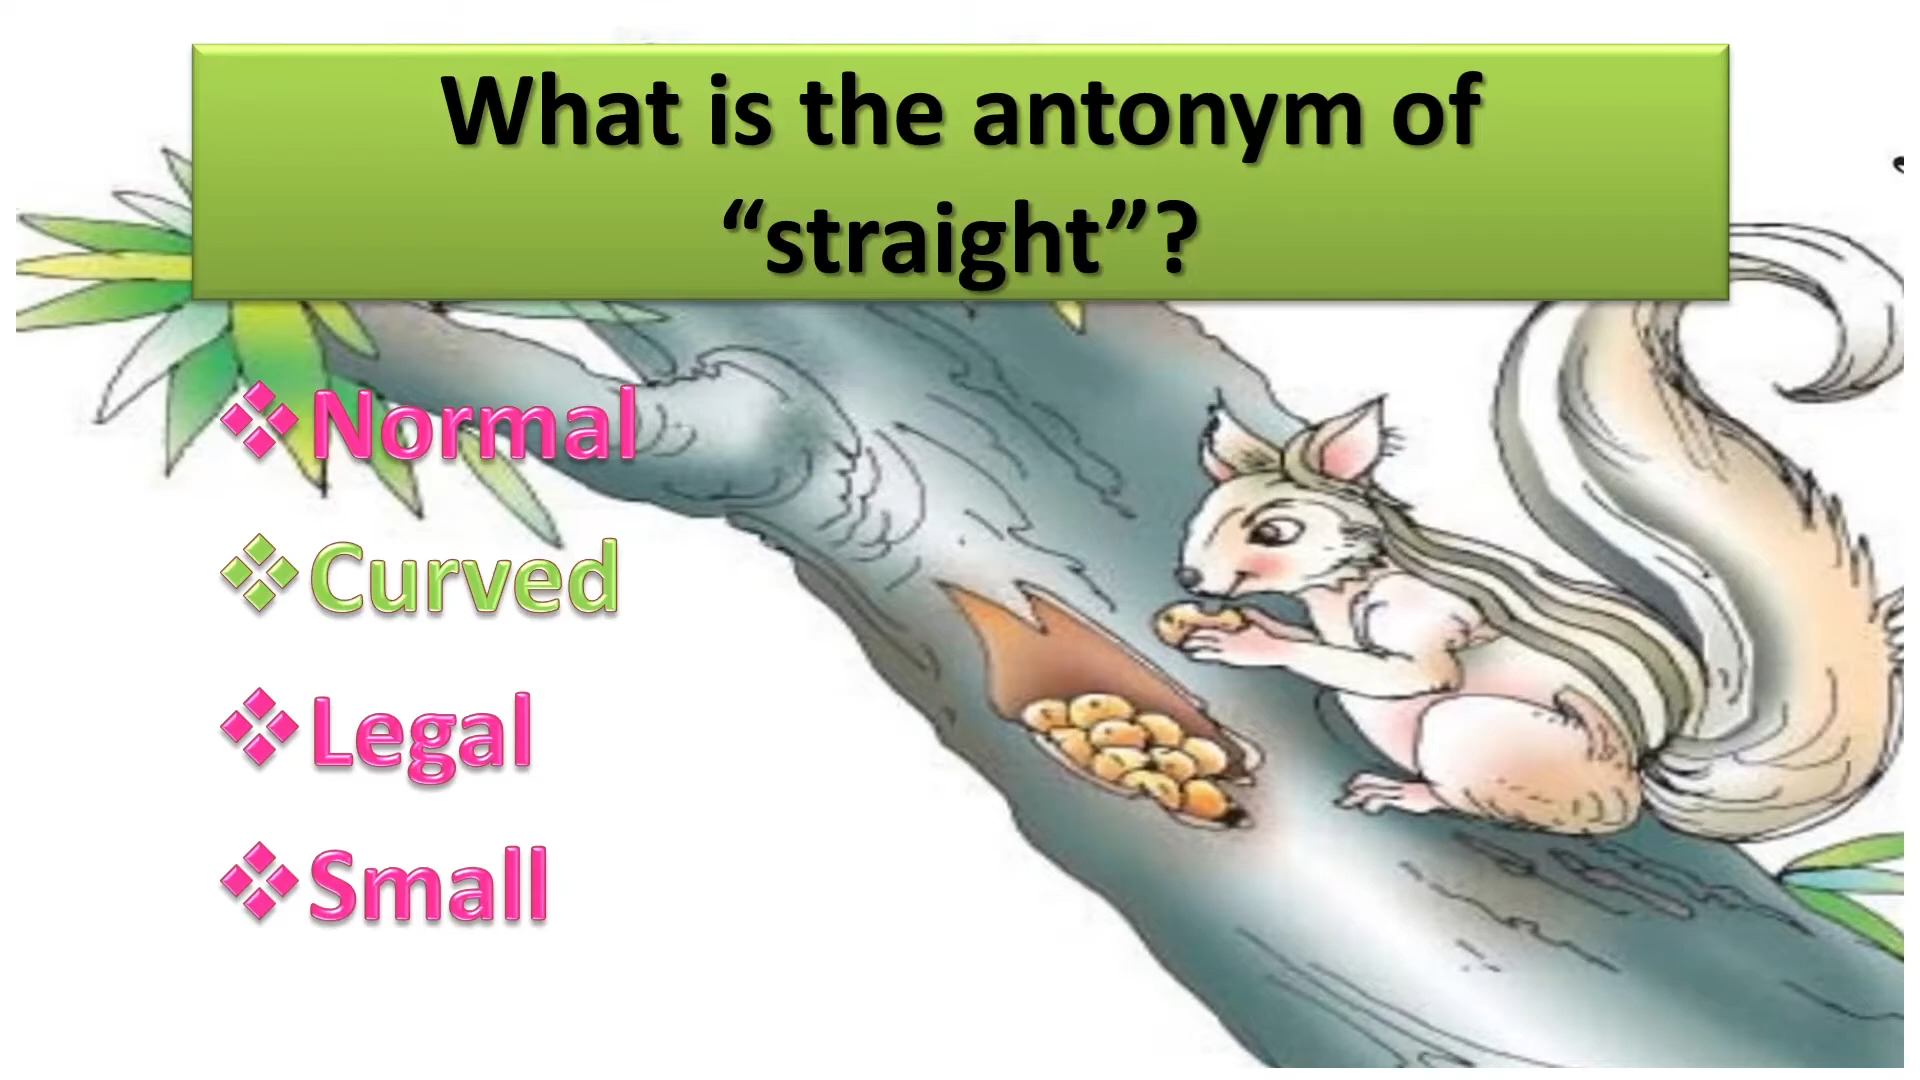 What is the antonym of
“straight”?
Normal
Curved
Legal
Small